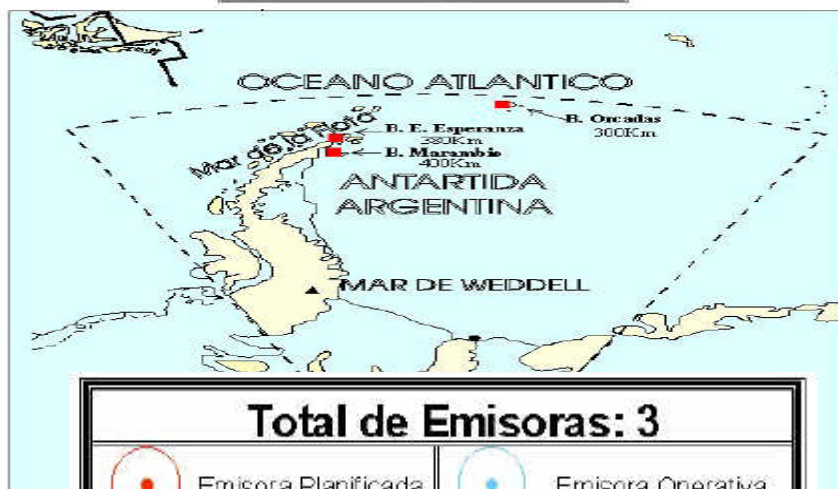 OCEANO ATLANTICO
B. Orcadas
300Km
Mar de la Flota
B. E. Esperanza
380Km
B. Marambio
400Km
ANTARTIDA
ARGENTINA
MAR DE WEDDELL
Total de Emisoras: 3
Emisora Planificada
Emisora Operativa